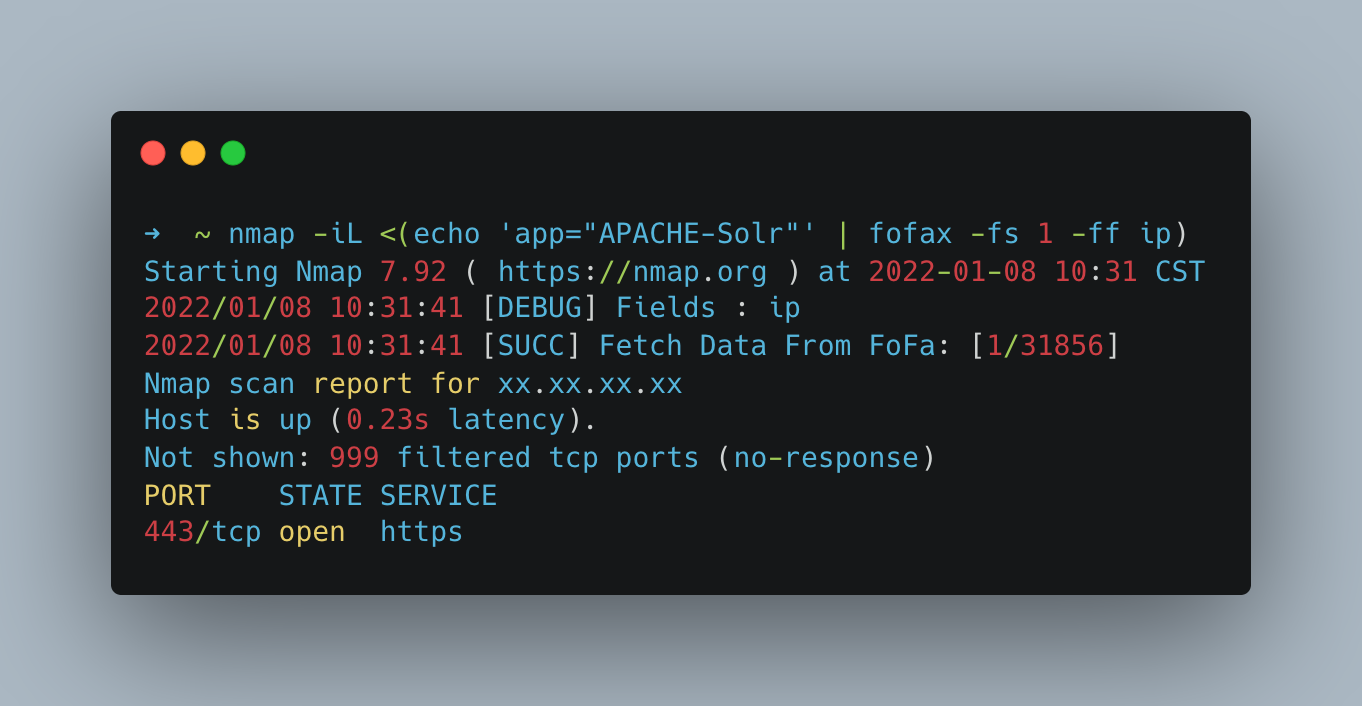 ➜  ~ nmap -iL <(echo 'app="APACHE-Solr"' | fofax -fs 1 -ff ip)
Starting Nmap 7.92 ( https://nmap.org ) at 2022-01-08 10:31 CST
2022/01/08 10:31:41 [DEBUG] Fields : ip
2022/01/08 10:31:41 [SUCC] Fetch Data From FoFa: [1/31856]
Nmap scan report for xx.xx.xx.xx
Host is up (0.23s latency).
Not shown: 999 filtered tcp ports (no-response)
PORT    STATE SERVICE
443/tcp open  https